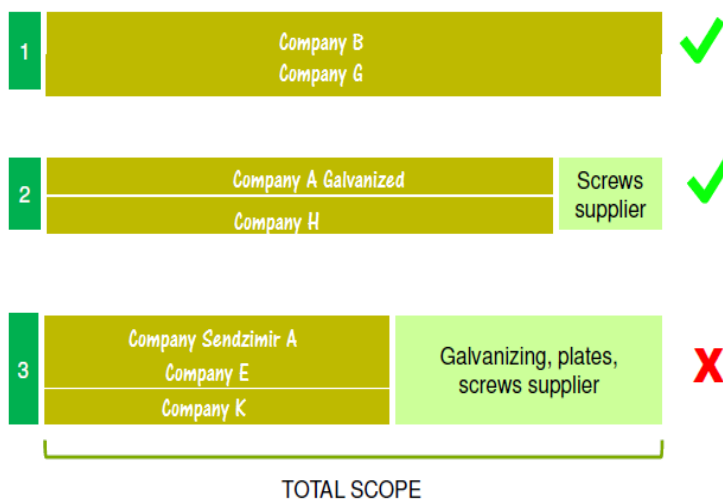 1
Company B
Company G
2
Company A Galvanized
Company H
Screws
supplier
3
Company Sendzimir A
Company E
Company K
Galvanizing, plates,
screws supplier
X
TOTAL SCOPE